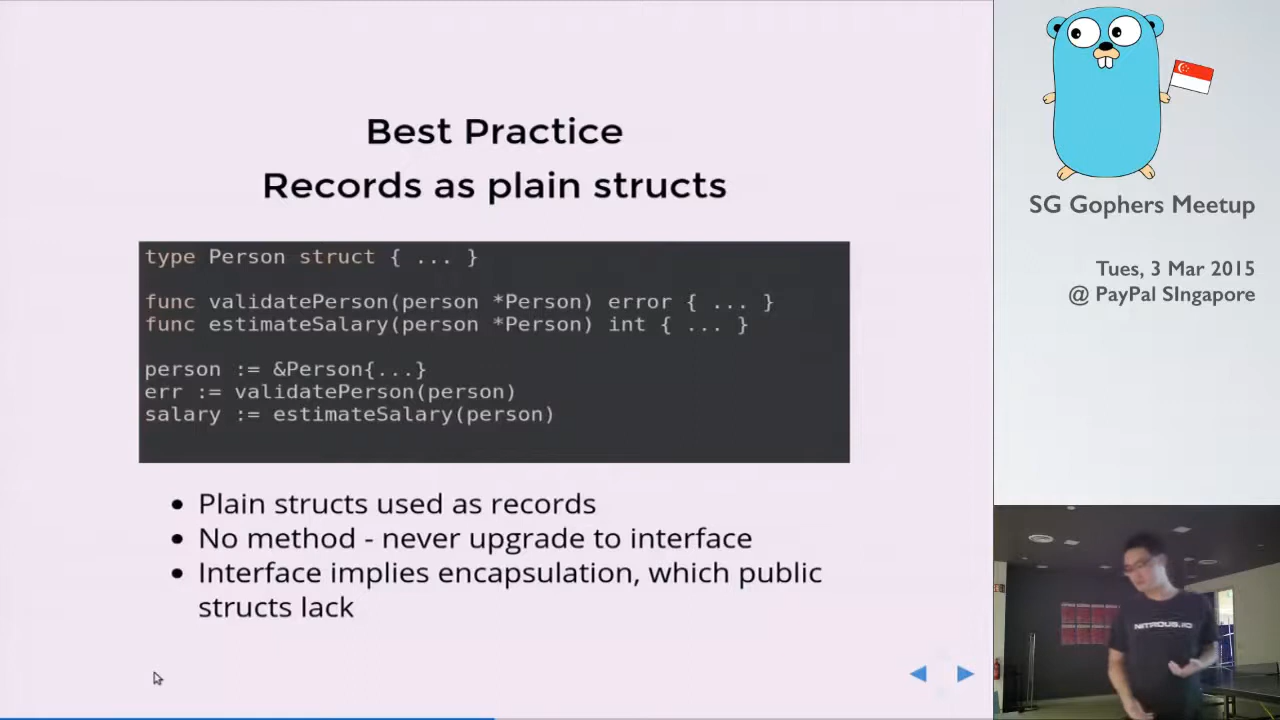 Best Practice
Records as plain structs
type Person struct { ... }
func validatePerson(person *Person) error { ... }
func estimateSalary(person *Person) int { ... }
person := &Person{...}
err := validatePerson(person)
salary := estimateSalary(person)
• Plain structs used as records
• No method - never upgrade to interface
• Interface implies encapsulation, which public
structs lack
SG Gophers Meetup
Tues, 3 Mar 2015
@ PayPal SIngapore
NITROUS.IO